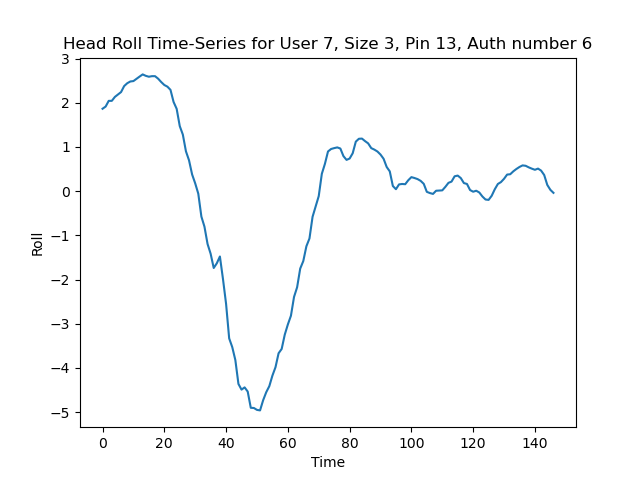 Head Roll Time-Series for User 7, Size 3, Pin 13, Auth number 6
3
2
1
0
−1
−2
−3
−4
−5
Roll
0 20 40 60 80 100 120 140
Time